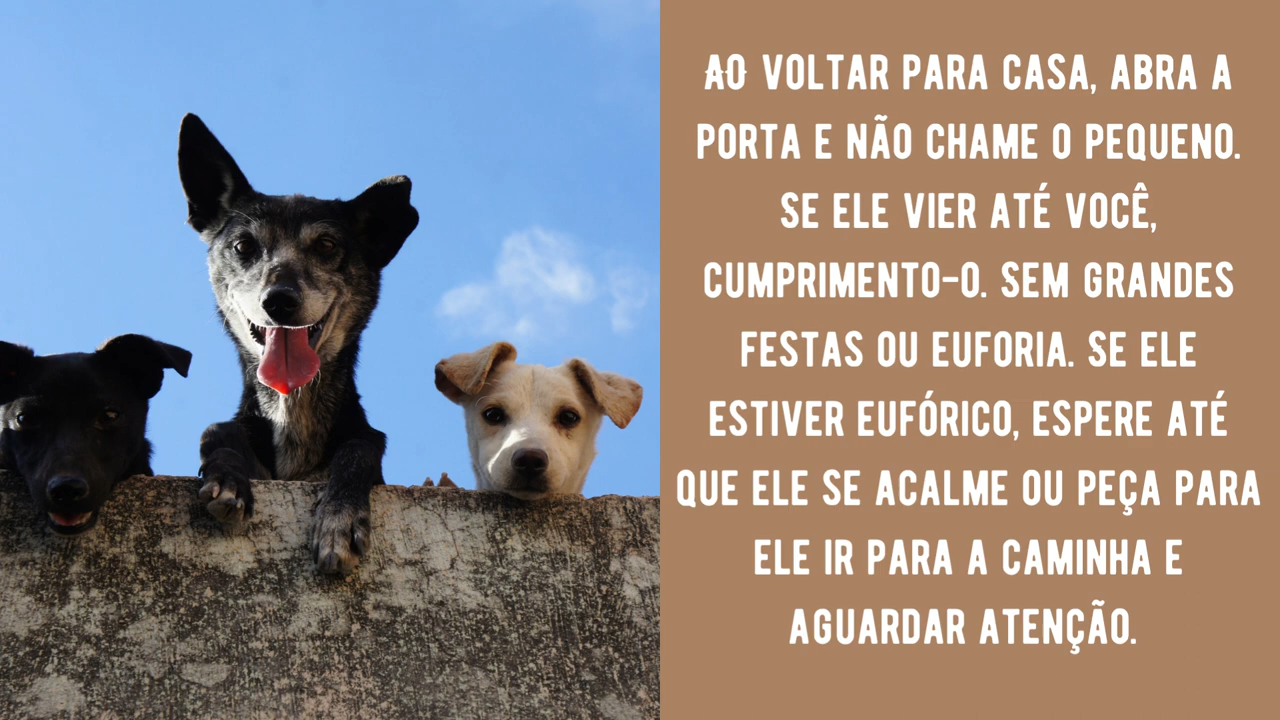 AO VOLTAR PARA CASA, ABRA A
PORTA E NÃO CHAME O PEQUENO.
SE ELE VIER ATÉ VOCÊ,
CUMPRIMENTO-O. SEM GRANDES
FESTAS OU EUFORIA. SE ELE
ESTIVER EUFÓRICO, ESPERE ATÉ
QUE ELE SE ACALME OU PEÇA PARA
ELE IR PARA A CAMINHA E
AGUARDAR ATENÇÃO.